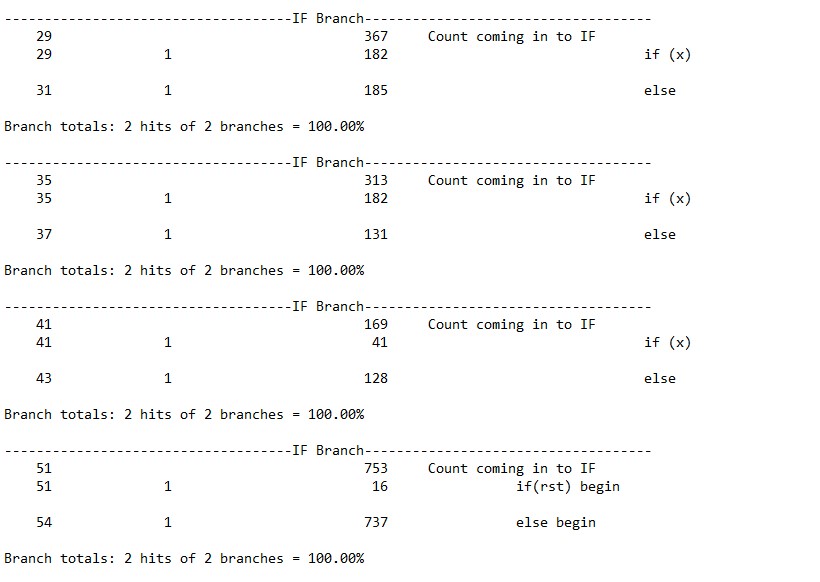 ------------------------------------IF Branch------------------------------------
    29                                       367     Count coming in to IF
    29              1                        182                                if (x)
    31              1                        185                                else
Branch totals: 2 hits of 2 branches = 100.00%
------------------------------------IF Branch------------------------------------
    35                                       313     Count coming in to IF
    35              1                        182                                if (x)
    37              1                        131                                else
Branch totals: 2 hits of 2 branches = 100.00%
------------------------------------IF Branch------------------------------------
    41                                       169     Count coming in to IF
    41              1                         41                                if (x)
    43              1                        128                                else
Branch totals: 2 hits of 2 branches = 100.00%
------------------------------------IF Branch------------------------------------
    51                                       753     Count coming in to IF
    51              1                         16                if(rst) begin
    54              1                        737                else begin
Branch totals: 2 hits of 2 branches = 100.00%